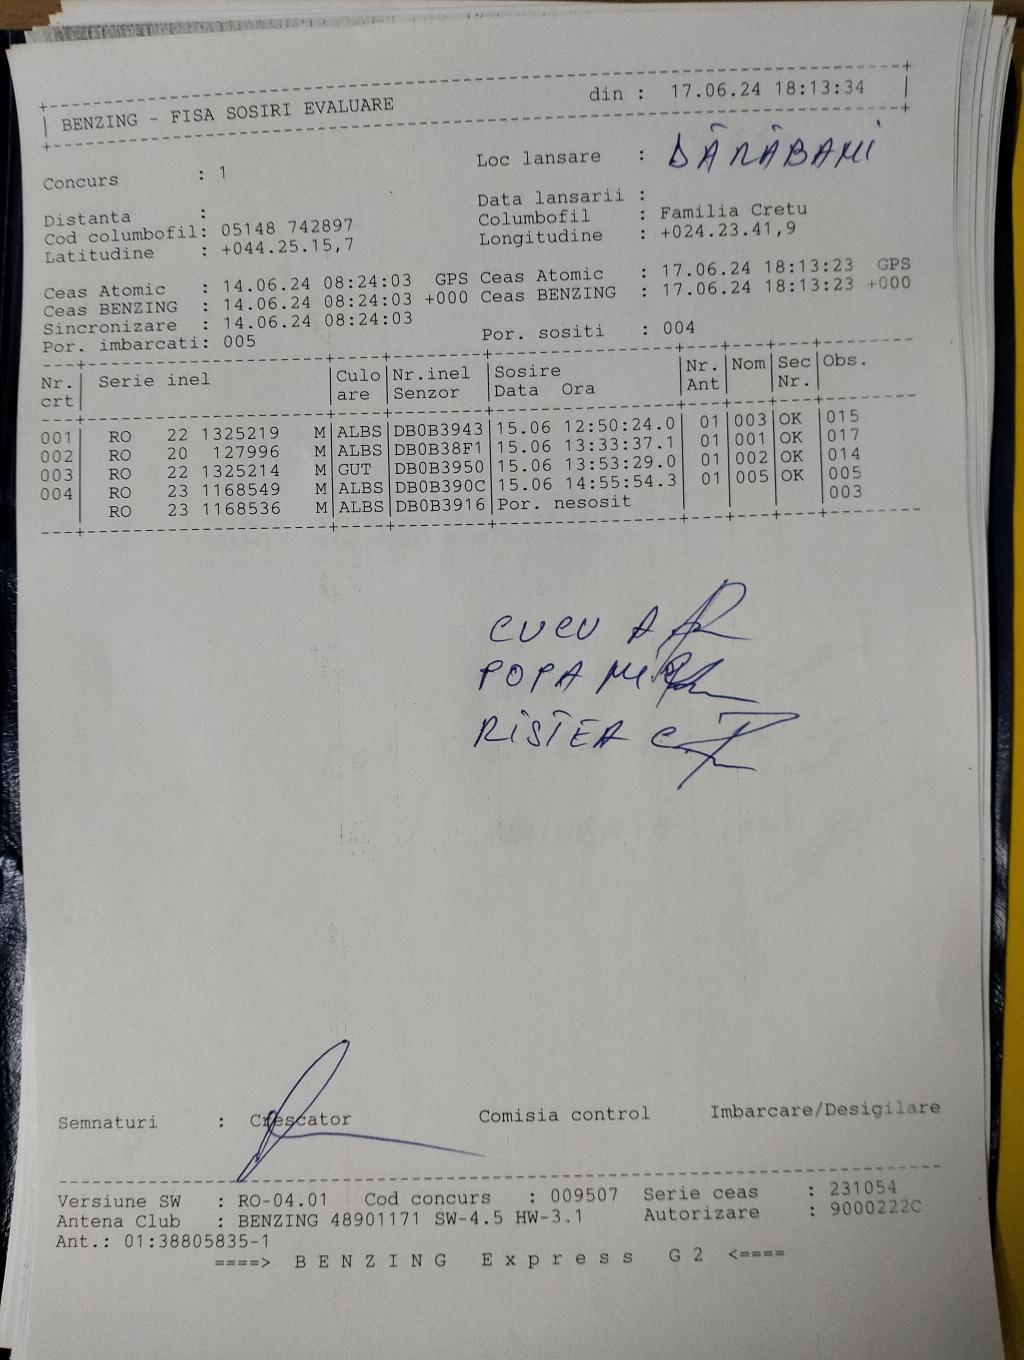 BENZING - FISA SOSIRI EVALUARE din : 17.06.24 18:13:34
Concurs : 1 Loc lansare : DĂRĂBANI
Distanta : Data lansarii :
Cod columbofil: 05148 742897 Columbofil : Familia Cretu
Latitudine : +044.25.15,7 Longitudine : +024.23.41,9
Ceas Atomic : 14.06.24 08:24:03 GPS Ceas Atomic : 17.06.24 18:13:23 GPS
Ceas BENZING : 14.06.24 08:24:03 +000 Ceas BENZING : 17.06.24 18:13:23 +000
Sincronizare : 14.06.24 08:24:03
Por. imbarcati: 005 Por. sositi : 004
Nr. Serie inel Culo Nr.inel Sosire Nr. Nom Sec Obs.
crt are Senzor Data Ora Ant Nr.
001 RO 22 1325219 M ALBS DB0B3943 15.06 12:50:24.0 01 003 OK 015
002 RO 20 127996 M ALBS DB0B38F1 15.06 13:33:37.1 01 001 OK 017
003 RO 22 1325214 M GUT DB0B3950 15.06 13:53:29.0 01 002 OK 014
004 RO 23 1168549 M ALBS DB0B390C 15.06 14:55:54.3 01 005 OK 005
RO 23 1168536 M ALBS DB0B3916 Por. nesosit 003
CUCU A
POPA
RISTEA C
Semnaturi : Crescator Comisia control Imbarcare/Desigilare
Versiune SW : RO-04.01 Cod concurs : 009507 Serie ceas : 231054
Antena Club : BENZING 48901171 SW-4.5 HW-3.1 Autorizare : 9000222C
Ant.: 01:38805835-1
====> B E N Z I N G E x p r e s s G 2 <====